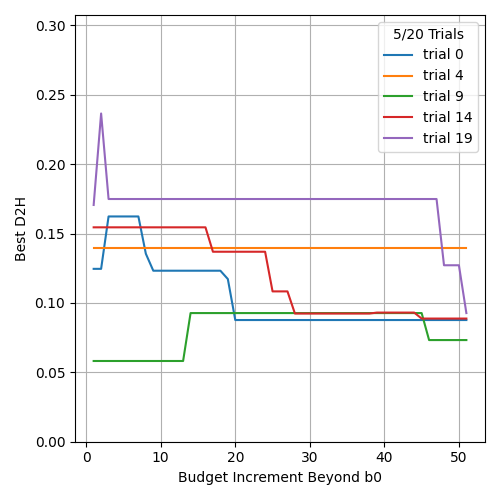 5/20 Trials
trial 0
trial 4
trial 9
trial 14
trial 19
Best D2H
0.30
0.25
0.20
0.15
0.10
0.05
0.00
0 10 20 30 40 50
Budget Increment Beyond b0